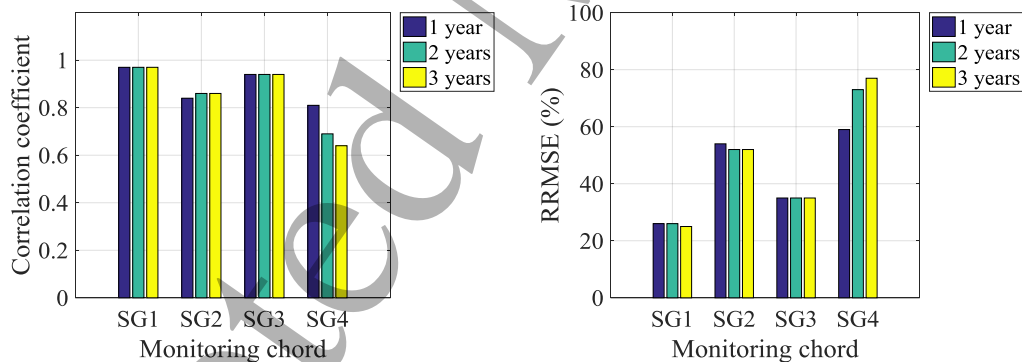 Correlation coefficient
1
0.8
0.6
0.4
0.2
0
SG1 SG2 SG3 SG4
Monitoring chord
1 year
2 years
3 years
RRMSE (%)
100
80
60
40
20
0
SG1 SG2 SG3 SG4
Monitoring chord
1 year
2 years
3 years